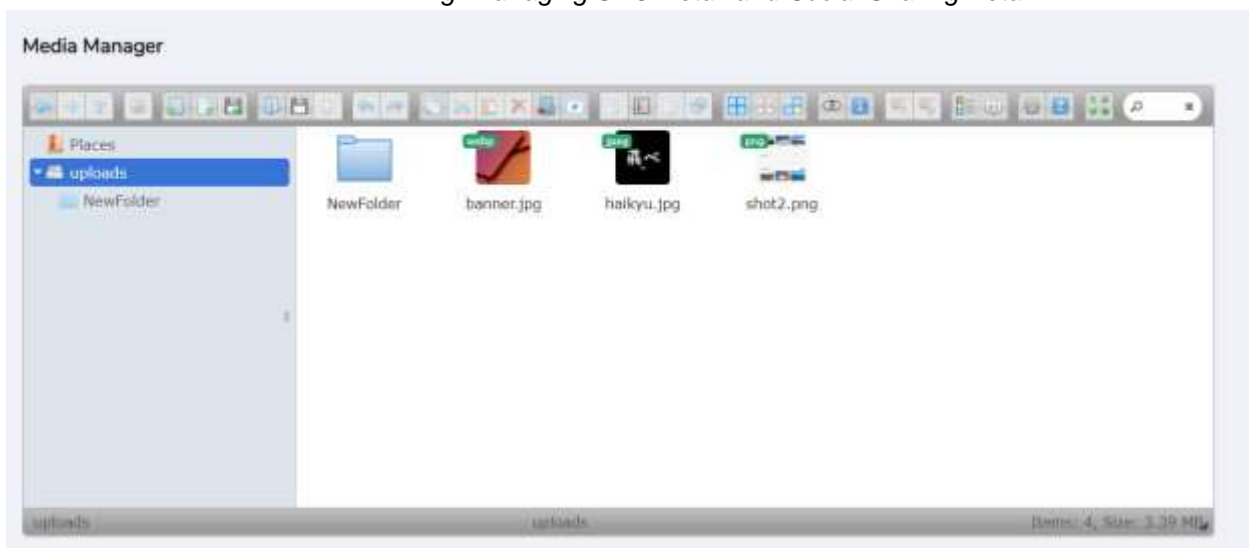 Media Manager
Places
uploads
NewFolder
NewFolder
banner.jpg
haikyu.jpg
shot2.png
webp
jpeg
png
uploads
uploads
Items: 4, Size: 3.39 MB